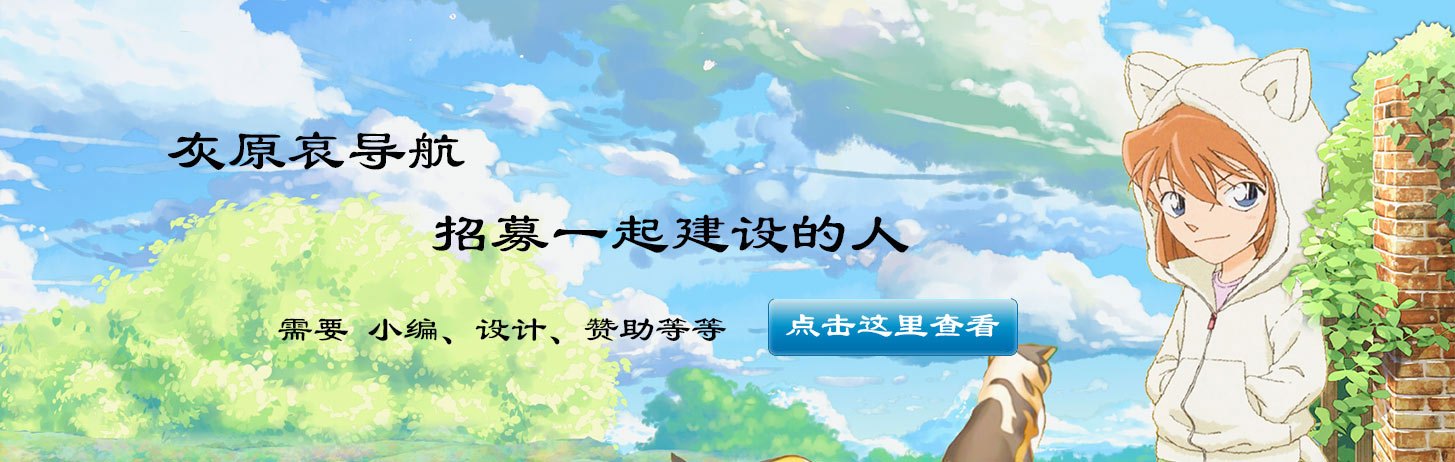 灰原哀导航
招募一起建设的人
需要 小编、设计、赞助等等
点击这里查看